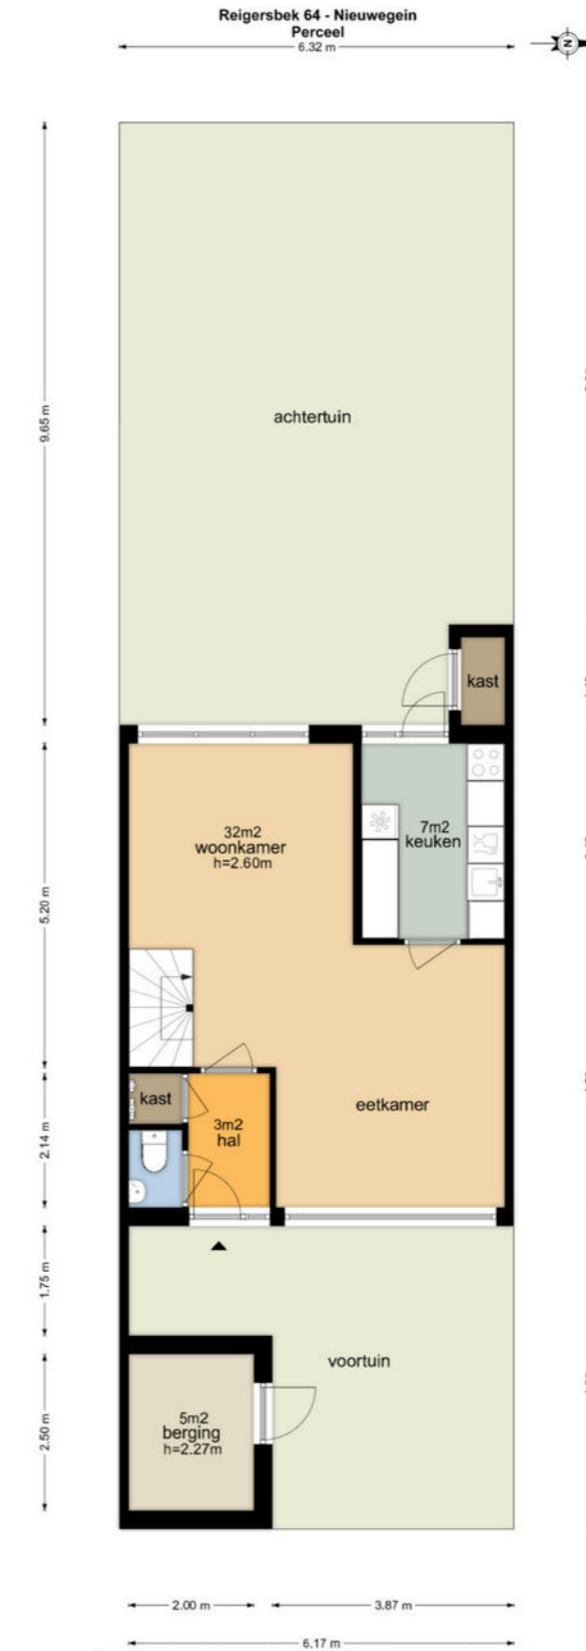 Reigersbek 64 - Nieuwegein
Perceel
6.32 m
N
achtertuin
9.65 m
kast
32m2
woonkamer
h=2.60m
7m2
keuken
5.20 m
kast
3m2
hal
eetkamer
2.14 m
1.75 m
voortuin
5m2
berging
h=2.27m
2.50 m
2.00 m
3.87 m
6.17 m